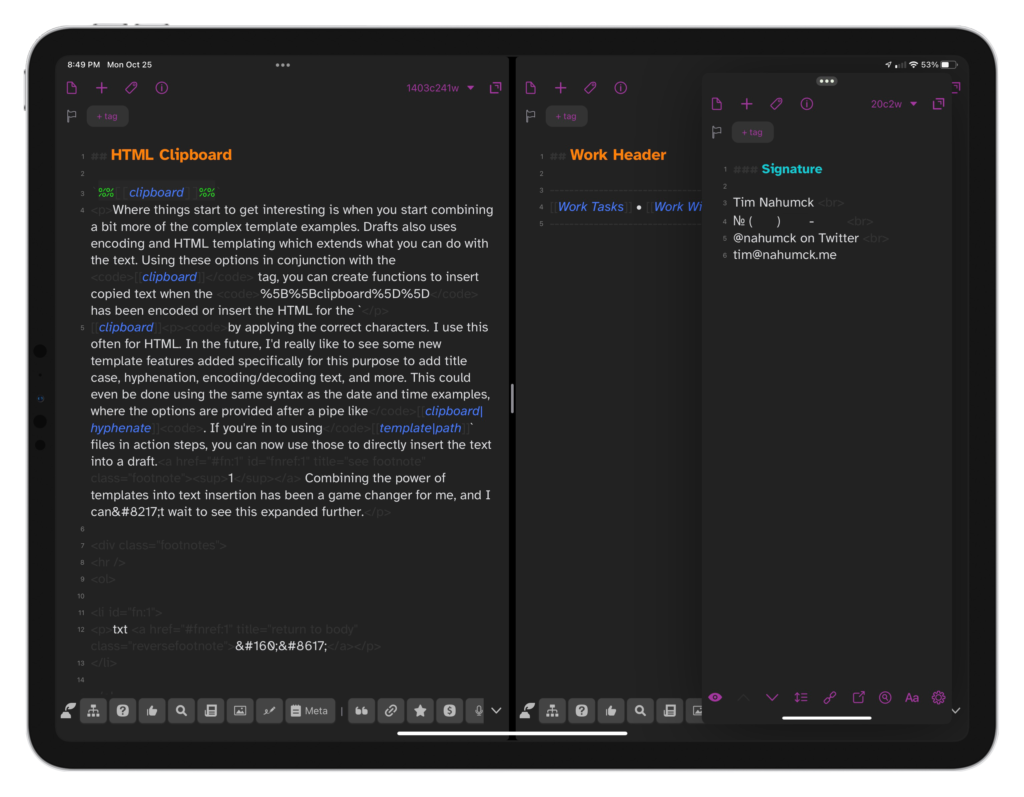 8:49 PM Mon Oct 25
53%
1403c241w
+ tag
1 ## HTML Clipboard
2
3 %% [[clipboard]] %%
4 <p>Where things start to get interesting is when you start combining
a bit more of the complex template examples. Drafts also uses
encoding and HTML templating which extends what you can do with
the text. Using these options in conjunction with the
<code>[[clipboard]]</code> tag, you can create functions to insert
copied text when the <code>%5B%5Bclipboard%5D%5D</code>
has been encoded or insert the HTML for the `</p>
5 [[clipboard]]<p><code>by applying the correct characters. I use this
often for HTML. In the future, I'd really like to see some new
template features added specifically for this purpose to add title
case, hyphenation, encoding/decoding text, and more. This could
even be done using the same syntax as the date and time examples,
where the options are provided after a pipe like</code>[[clipboard|
hyphenate]]<code>. If you're in to using</code>[[template|path]]`
files in action steps, you can now use those to directly insert the text
into a draft.<a href="#fn:1" id="fnref:1" title="see footnote"
class="footnote"><sup>1</sup></a> Combining the power of
templates into text insertion has been a game changer for me, and I
can&#8217;t wait to see this expanded further.</p>
6
7 <div class="footnotes">
8 <hr />
9 <ol>
10
11 <li id="fn:1">
12 <p>txt <a href="#fnref:1" title="return to body"
class="reversefootnote">&#160;&#8617;</a></p>
13 </li>
14
Meta
+ tag
1 ## Work Header
2
3
4 [[Work Tasks]] • [[Work Wi
5
20c2w
+ tag
1 ### Signature
2
3 Tim Nahumck <br>
4 № ( ) - <br>
5 @nahumck on Twitter <br>
6 tim@nahumck.me
Aa